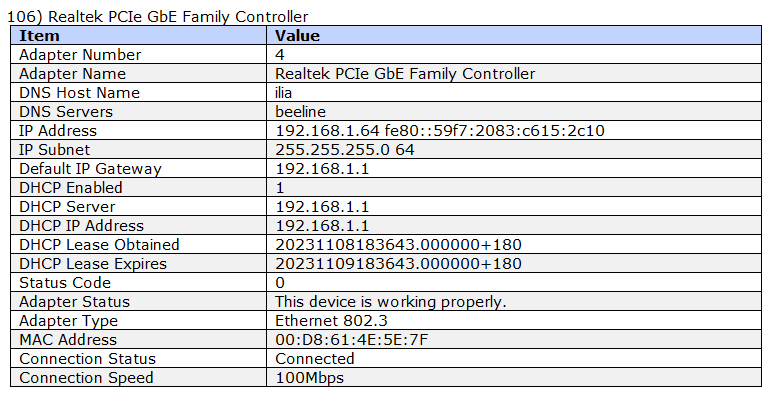 106) Realtek PCIe GbE Family Controller
Item Value
Adapter Number 4
Adapter Name Realtek PCIe GbE Family Controller
DNS Host Name ilia
DNS Servers beeline
IP Address 192.168.1.64 fe80::59f7:2083:c615:2c10
IP Subnet 255.255.255.0 64
Default IP Gateway 192.168.1.1
DHCP Enabled 1
DHCP Server 192.168.1.1
DHCP IP Address 192.168.1.1
DHCP Lease Obtained 20231108183643.000000+180
DHCP Lease Expires 20231109183643.000000+180
Status Code 0
Adapter Status This device is working properly.
Adapter Type Ethernet 802.3
MAC Address 00:D8:61:4E:5E:7F
Connection Status Connected
Connection Speed 100Mbps